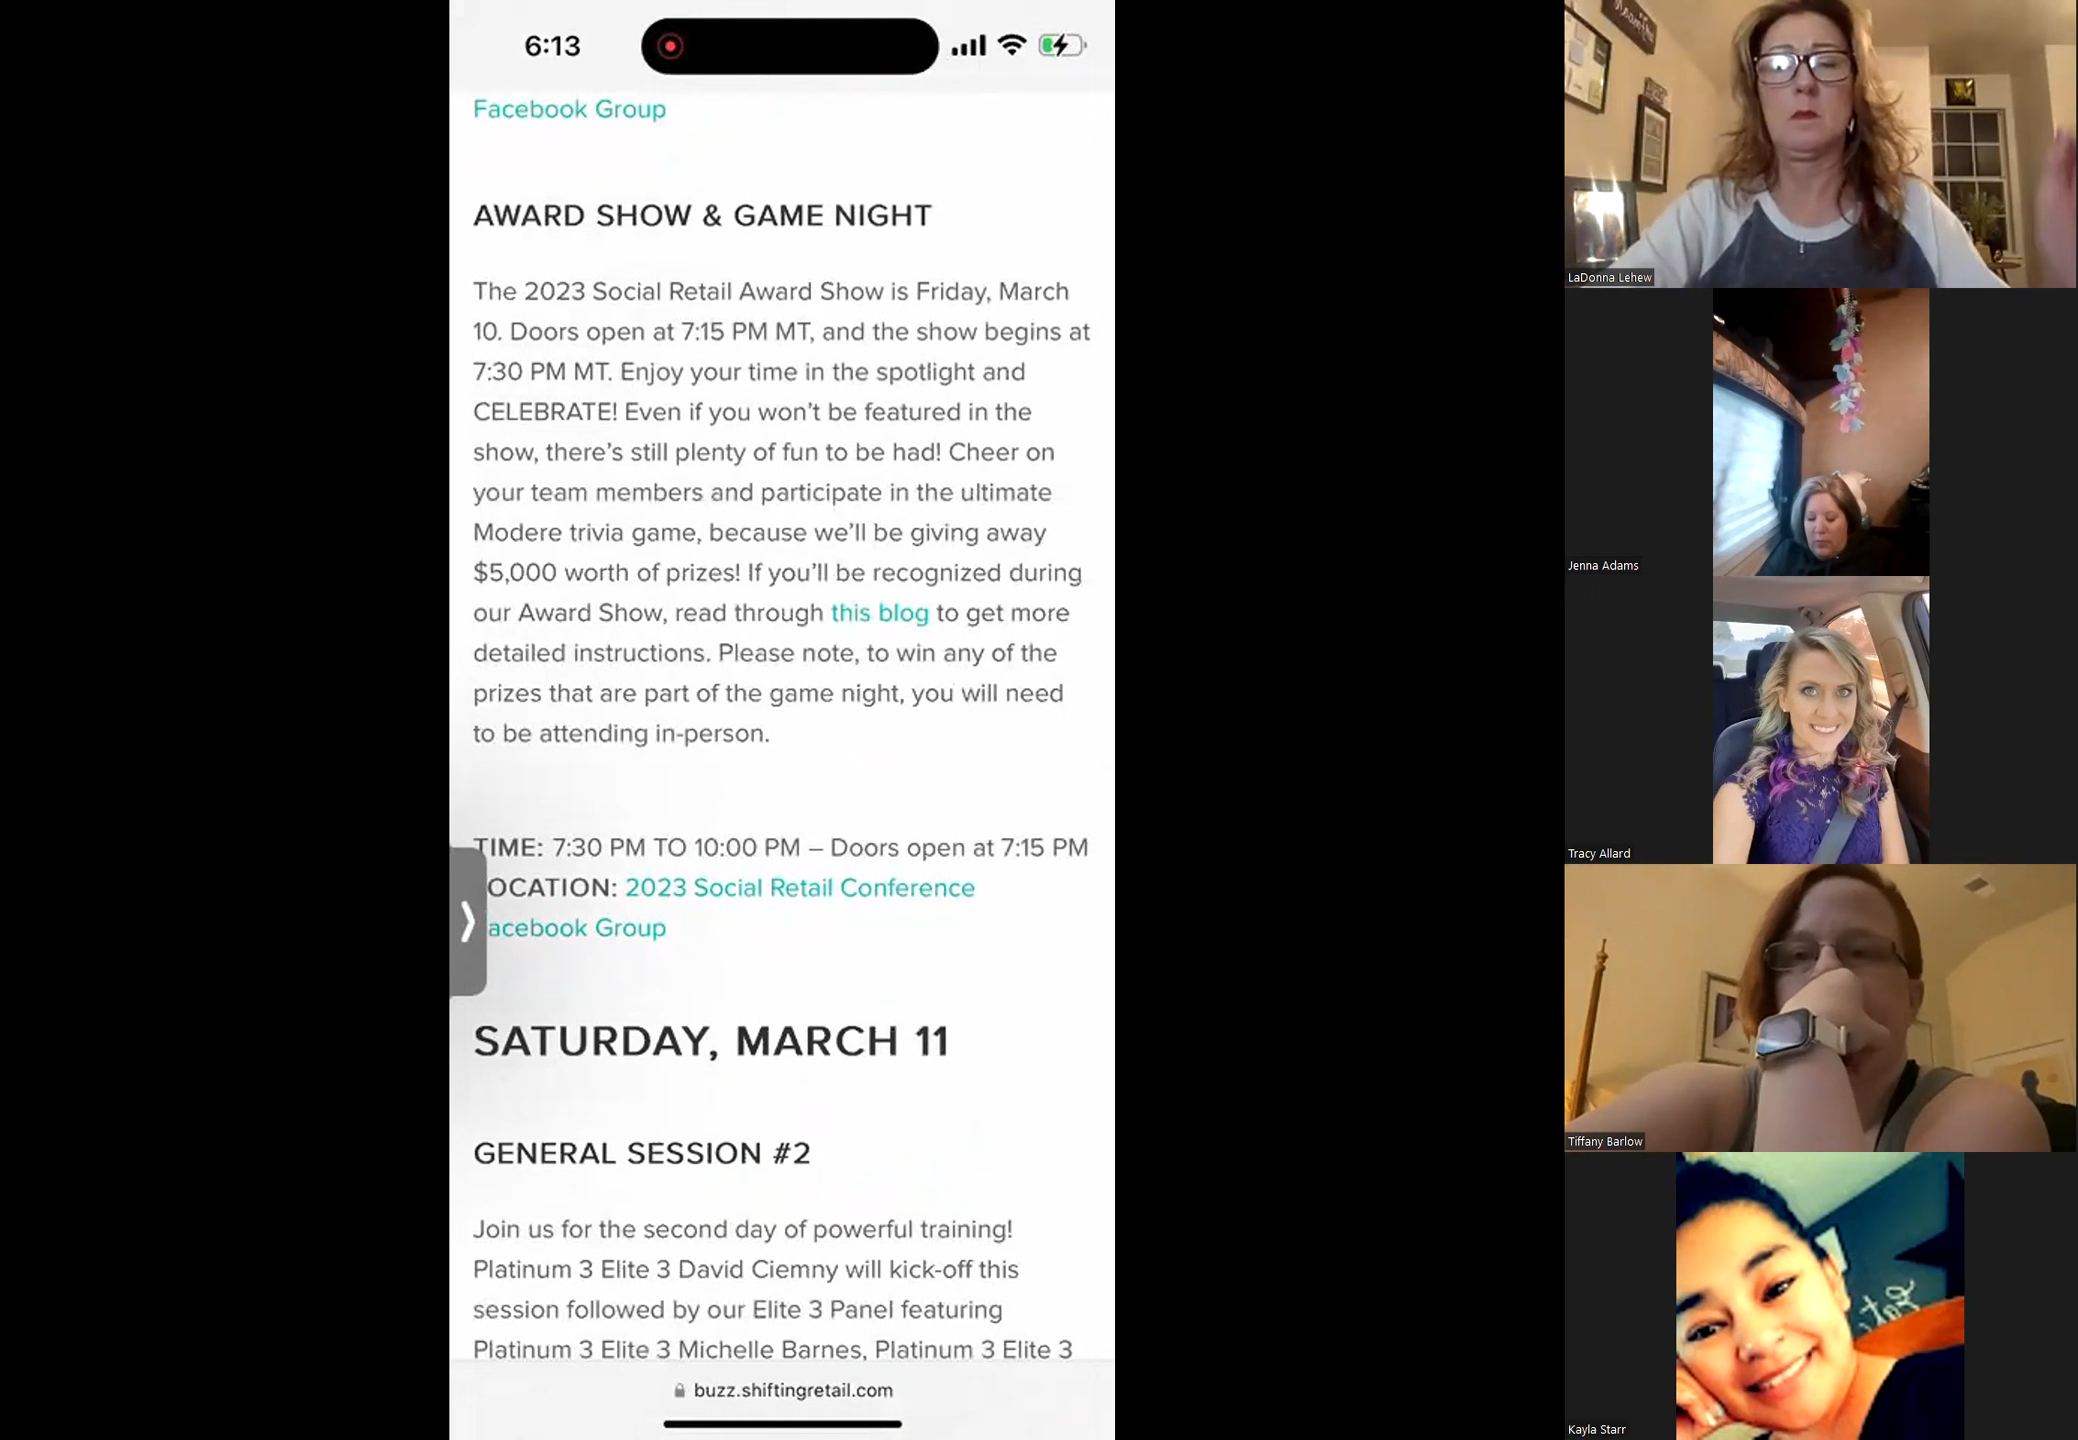 6:13
Facebook Group
AWARD SHOW & GAME NIGHT
The 2023 Social Retail Award Show is Friday, March
10. Doors open at 7:15 PM MT, and the show begins at
7:30 PM MT. Enjoy your time in the spotlight and
CELEBRATE! Even if you won’t be featured in the
show, there’s still plenty of fun to be had! Cheer on
your team members and participate in the ultimate
Modere trivia game, because we’ll be giving away
$5,000 worth of prizes! If you’ll be recognized during
our Award Show, read through this blog to get more
detailed instructions. Please note, to win any of the
prizes that are part of the game night, you will need
to be attending in-person.
TIME: 7:30 PM TO 10:00 PM – Doors open at 7:15 PM
OCATION: 2023 Social Retail Conference
acebook Group
SATURDAY, MARCH 11
GENERAL SESSION #2
Join us for the second day of powerful training!
Platinum 3 Elite 3 David Ciemny will kick-off this
session followed by our Elite 3 Panel featuring
Platinum 3 Elite 3 Michelle Barnes, Platinum 3 Elite 3
buzz.shiftingretail.com
LaDonna Lehew
Jenna Adams
Tracy Allard
Tiffany Barlow
Kayla Starr